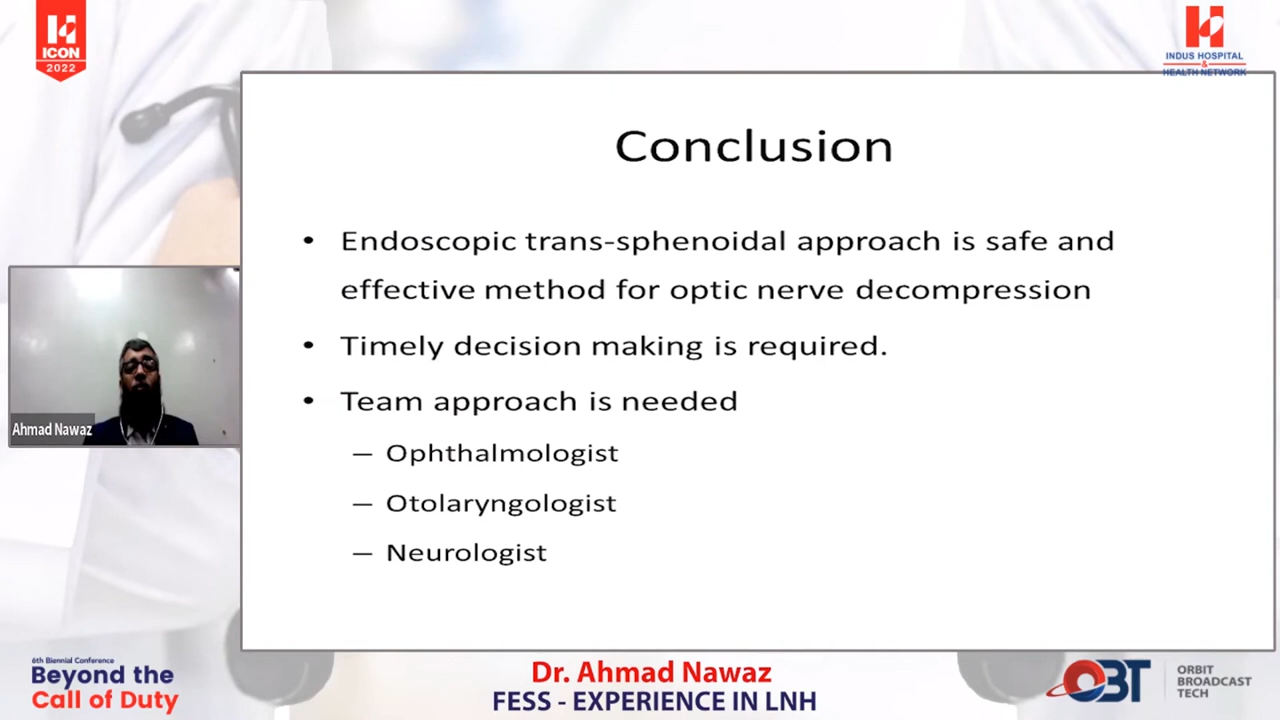 ICON
2022
INDUS HOSPITAL
&
HEALTH NETWORK
Conclusion
• Endoscopic trans-sphenoidal approach is safe and
effective method for optic nerve decompression
• Timely decision making is required.
• Team approach is needed
– Ophthalmologist
– Otolaryngologist
– Neurologist
Ahmad Nawaz
6th Biennial Conference
Beyond the
Call of Duty
Dr. Ahmad Nawaz
FESS - EXPERIENCE IN LNH
OBT
ORBIT
BROADCAST
TECH